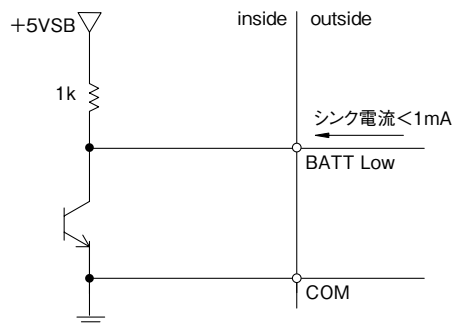 +5VSB
inside
outside
1k
シンク電流<1mA
BATT Low
COM